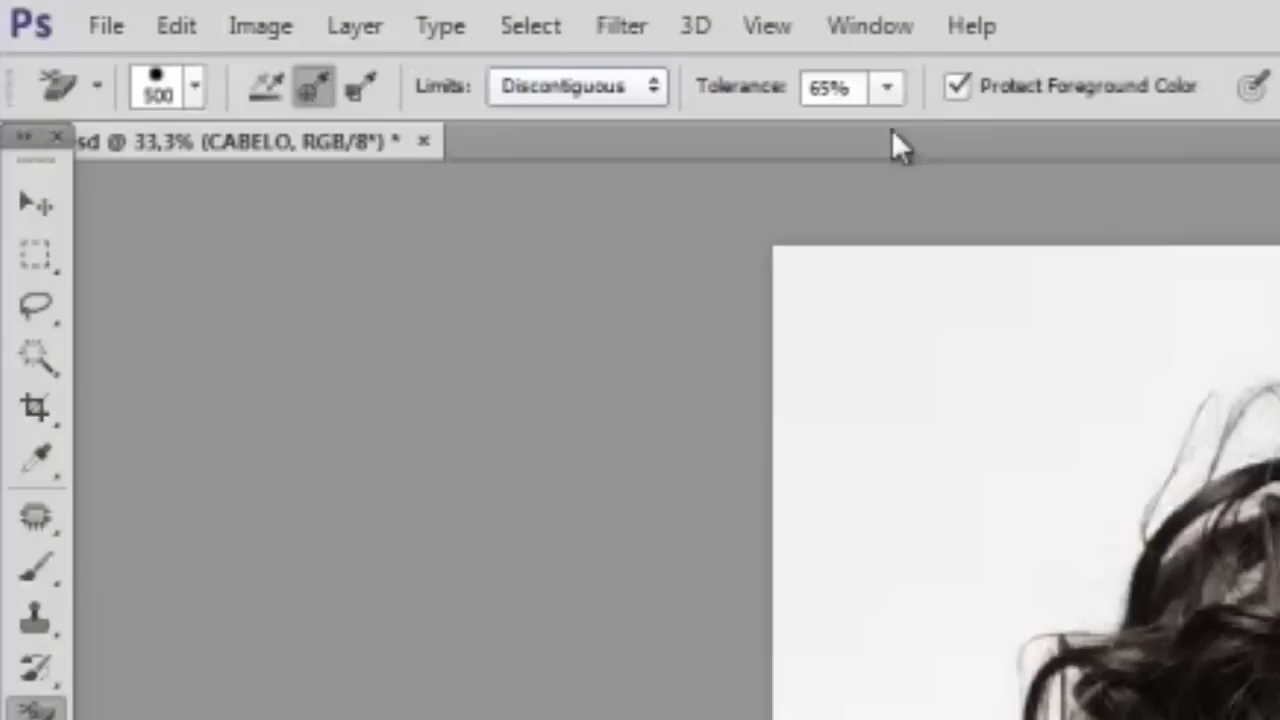 Ps File Edit Image Layer Type Select Filter 3D View Window Help
500 Limits: Discontiguous Tolerance: 65% Protect Foreground Color
sd @ 33,3% (CABELO, RGB/8*) * ×